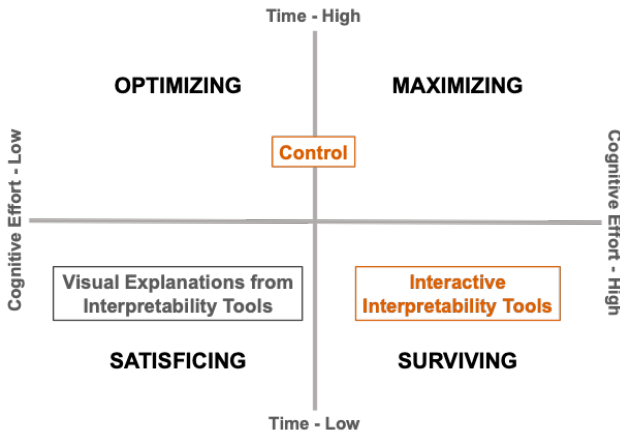 Time - High
OPTIMIZING
MAXIMIZING
Control
Cognitive Effort - Low
Cognitive Effort - High
Visual Explanations from
Interpretability Tools
Interactive
Interpretability Tools
SATISFICING
SURVIVING
Time - Low